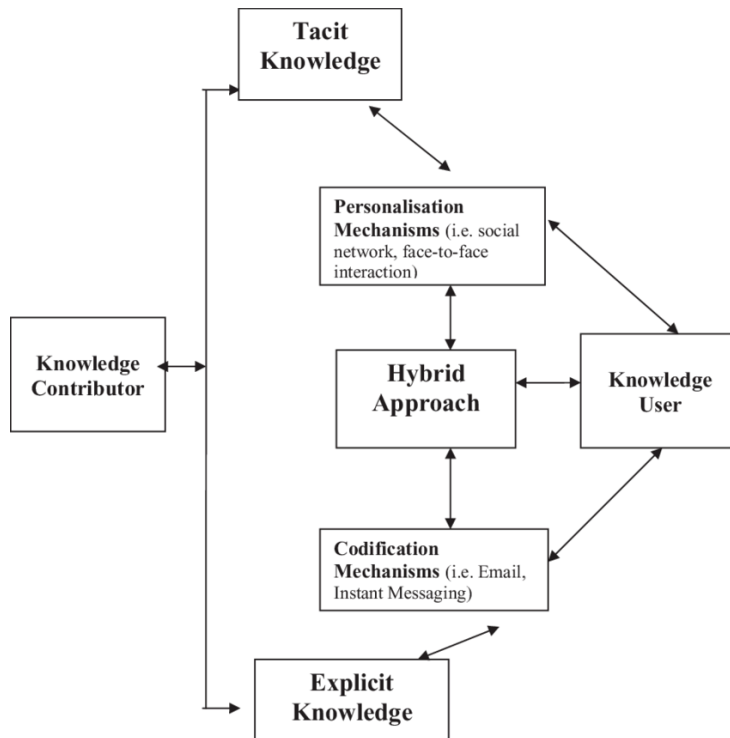 Tacit
Knowledge
Personalisation
Mechanisms (i.e. social
network, face-to-face
interaction)
Knowledge
Contributor
Hybrid
Approach
Knowledge
User
Codification
Mechanisms (i.e. Email,
Instant Messaging)
Explicit
Knowledge